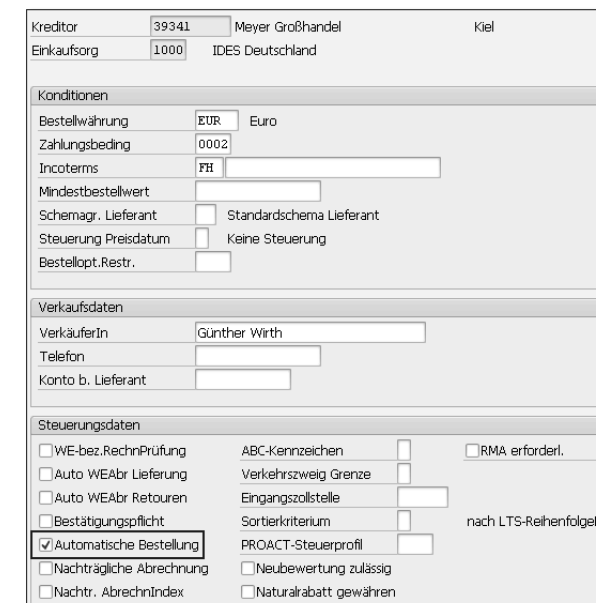 Kreditor 39341 Meyer Großhandel Kiel
Einkaufsorg 1000 IDES Deutschland
Konditionen
Bestellwährung EUR Euro
Zahlungsbeding 0002
Incoterms FH
Mindestbestellwert
Schemagr. Lieferant Standardschema Lieferant
Steuerung Preisdatum Keine Steuerung
Bestellopt.Restr.
Verkaufsdaten
VerkäuferIn Günther Wirth
Telefon
Konto b. Lieferant
Steuerungsdaten
WE-bez.RechnPrüfung ABC-Kennzeichen RMA erforderl.
Auto WEAbr Lieferung Verkehrszweig Grenze
Auto WEAbr Retouren Eingangszollstelle
Bestätigungspflicht Sortierkriterium nach LTS-Reihenfolge
Automatische Bestellung PROACT-Steuerprofil
Nachträgliche Abrechnung Neubewertung zulässig
Nachtr. AbrechnIndex Naturalrabatt gewähren